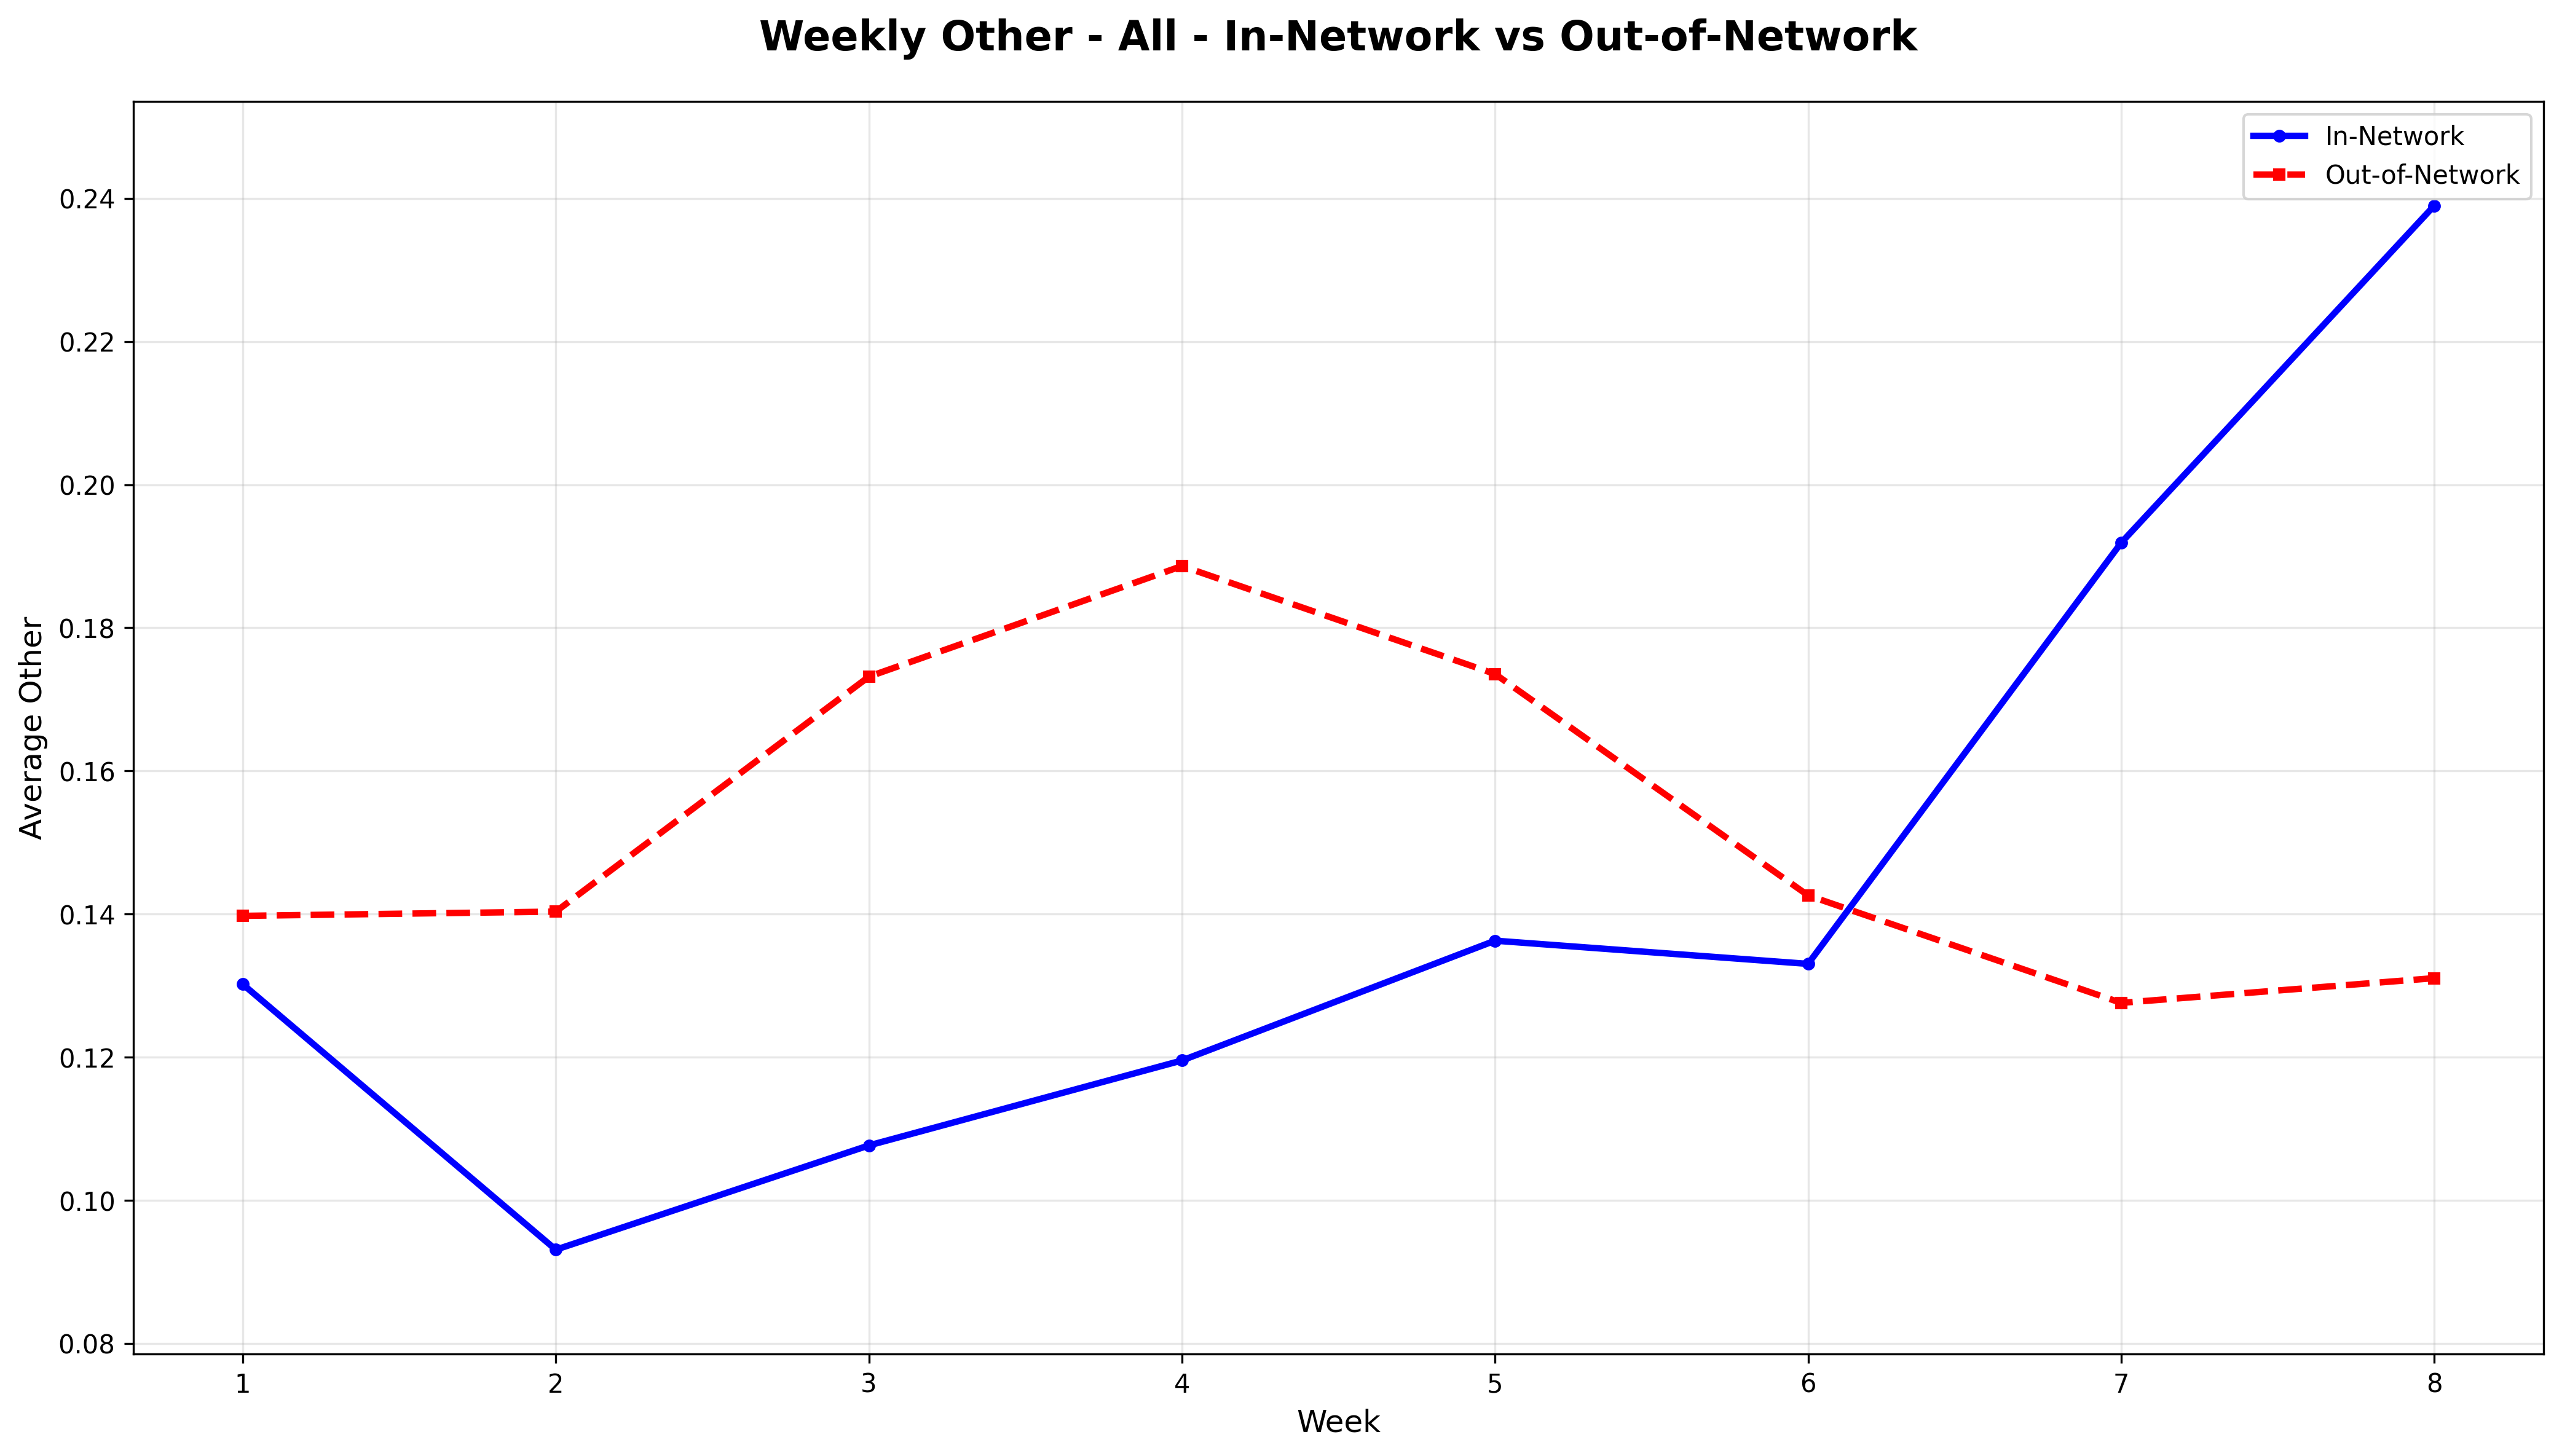 Weekly Other - All - In-Network vs Out-of-Network
In-Network
Out-of-Network
0.24
0.22
0.20
0.18
0.16
0.14
0.12
0.10
0.08
Average Other
1 2 3 4 5 6 7 8
Week